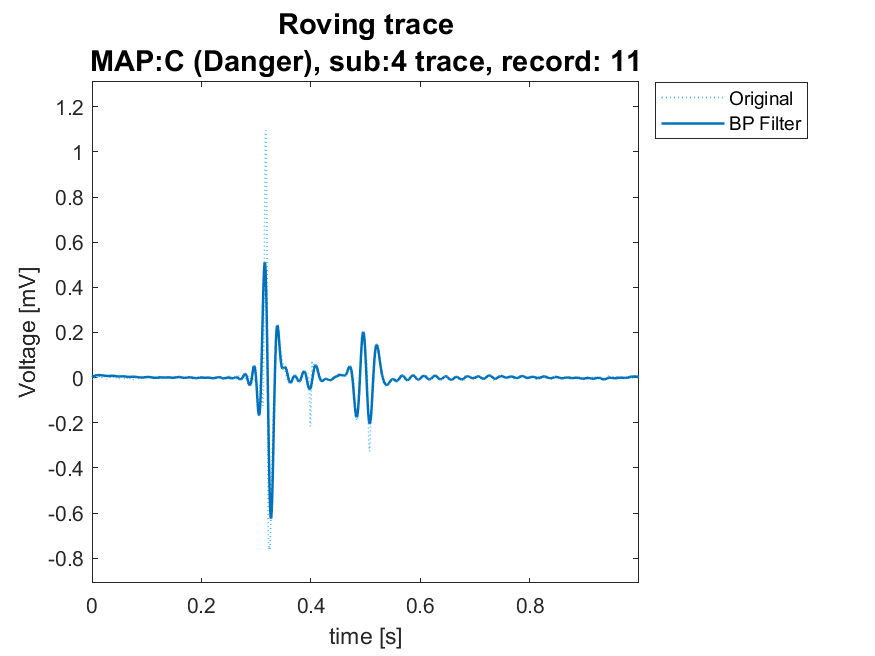 Roving trace
MAP:C (Danger), sub:4 trace, record: 11
Original
BP Filter
1.2
1
0.8
0.6
0.4
0.2
0
-0.2
-0.4
-0.6
-0.8
Voltage [mV]
0
0.2
0.4
0.6
0.8
time [s]